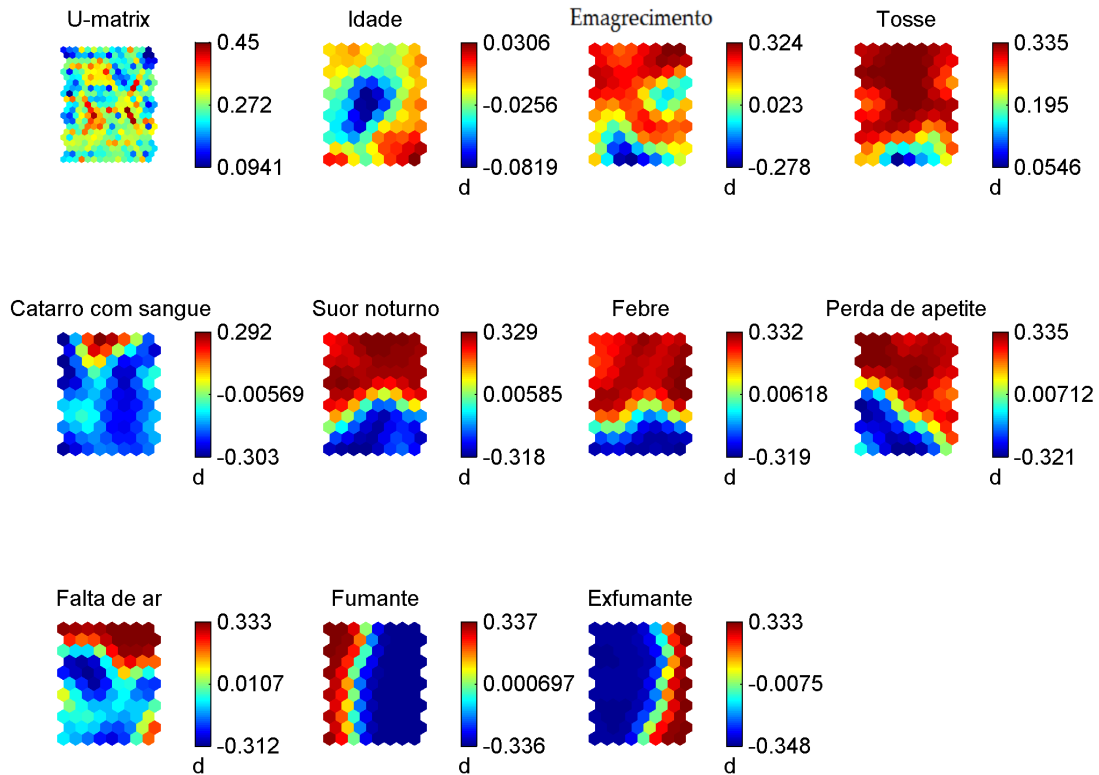 U-matrix
0.45
0.272
0.0941
Idade
0.0306
-0.0256
-0.0819
d
Emagrecimento
0.324
0.023
-0.278
d
Tosse
0.335
0.195
0.0546
d
Catarro com sangue
0.292
-0.00569
-0.303
d
Suor noturno
0.329
0.00585
-0.318
d
Febre
0.332
0.00618
-0.319
d
Perda de apetite
0.335
0.00712
-0.321
d
Falta de ar
0.333
0.0107
-0.312
d
Fumante
0.337
0.000697
-0.336
d
Exfumante
0.333
-0.0075
-0.348
d